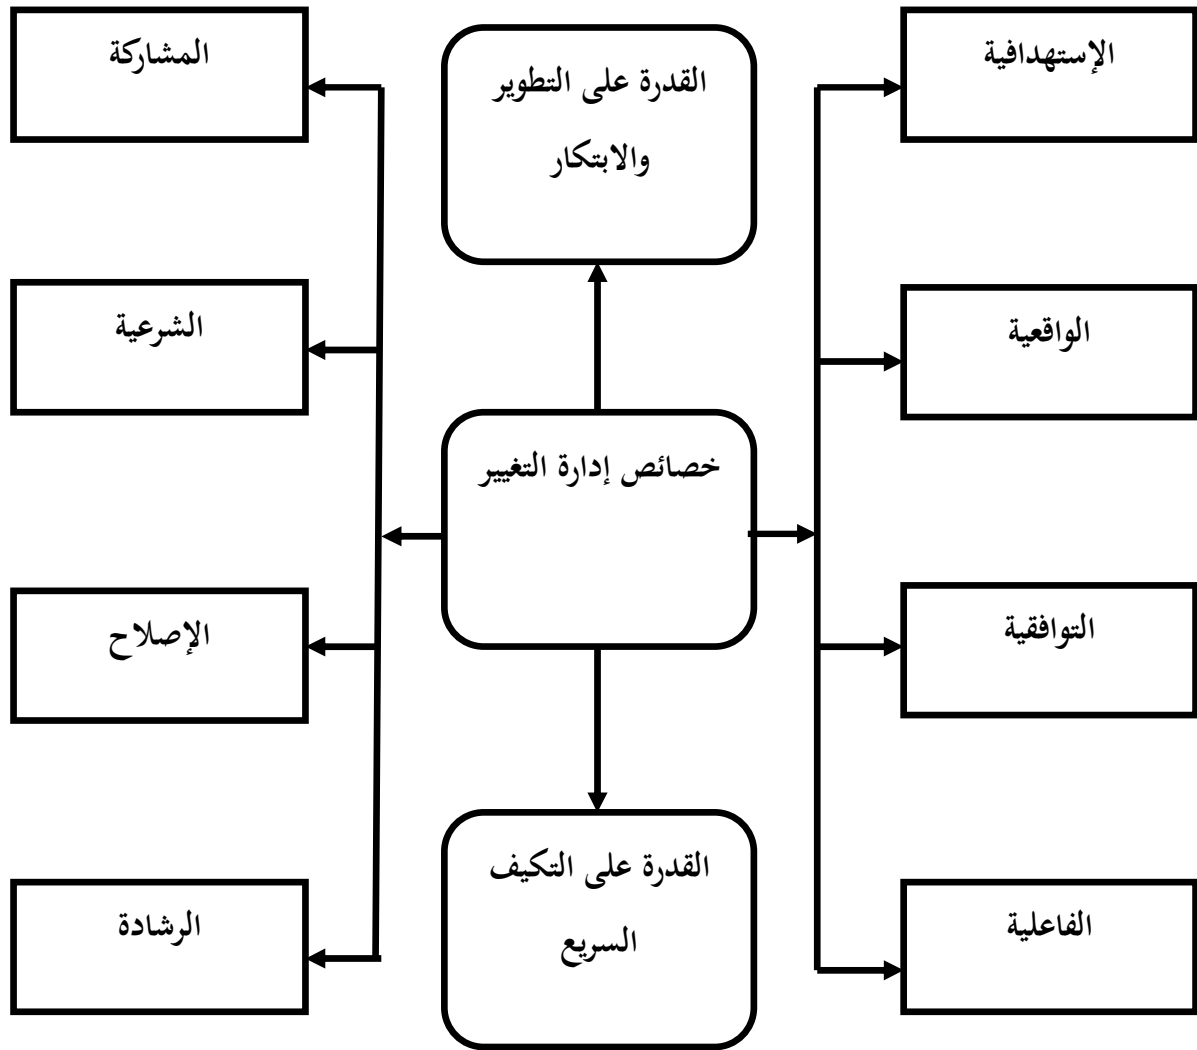 الإستهدافية
القدرة على التطوير
والابتكار
المشاركة
الواقعية
الشرعية
خصائص إدارة التغيير
التوافقية
الإصلاح
القدرة على التكيف
السريع
الفاعلية
الرشادة